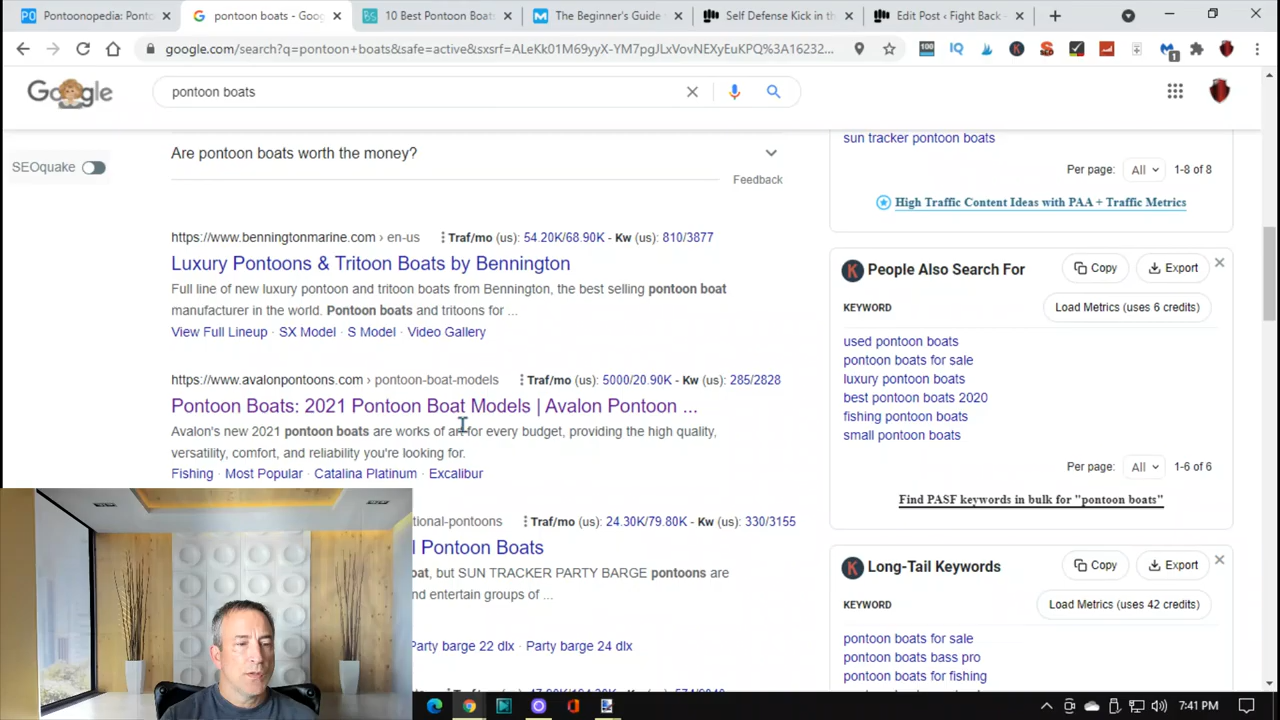 Pontoonopedia: Ponto
pontoon boats - Goog
10 Best Pontoon Boats
The Beginner's Guide
Self Defense Kick in the
Edit Post ‹ Fight Back –
google.com/search?q=pontoon+boats&safe=active&sxsrf=ALeKk01M69yyX-YM7pgJLxVovNEXyEuKPQ%3A16232...
Google
pontoon boats
SEOquake
Are pontoon boats worth the money?
Feedback
https://www.benningtonmarine.com › en-us Traf/mo (us): 54.20K/68.90K - Kw (us): 810/3877
Luxury Pontoons & Tritoon Boats by Bennington
Full line of new luxury pontoon and tritoon boats from Bennington, the best selling pontoon boat
manufacturer in the world. Pontoon boats and tritoons for ...
View Full Lineup · SX Model · S Model · Video Gallery
https://www.avalonpontoons.com › pontoon-boat-models Traf/mo (us): 5000/20.90K - Kw (us): 285/2828
Pontoon Boats: 2021 Pontoon Boat Models | Avalon Pontoon ...
Avalon's new 2021 pontoon boats are works of art for every budget, providing the high quality,
versatility, comfort, and reliability you're looking for.
Fishing · Most Popular · Catalina Platinum · Excalibur
tional-pontoons Traf/mo (us): 24.30K/79.80K - Kw (us): 330/3155
l Pontoon Boats
oat, but SUN TRACKER PARTY BARGE pontoons are
nd entertain groups of ...
Party barge 22 dlx · Party barge 24 dlx
sun tracker pontoon boats
Per page: All 1-8 of 8
High Traffic Content Ideas with PAA + Traffic Metrics
K People Also Search For Copy Export
KEYWORD Load Metrics (uses 6 credits)
used pontoon boats
pontoon boats for sale
luxury pontoon boats
best pontoon boats 2020
fishing pontoon boats
small pontoon boats
Per page: All 1-6 of 6
Find PASF keywords in bulk for "pontoon boats"
K Long-Tail Keywords Copy Export
KEYWORD Load Metrics (uses 42 credits)
pontoon boats for sale
pontoon boats bass pro
pontoon boats for fishing
7:41 PM